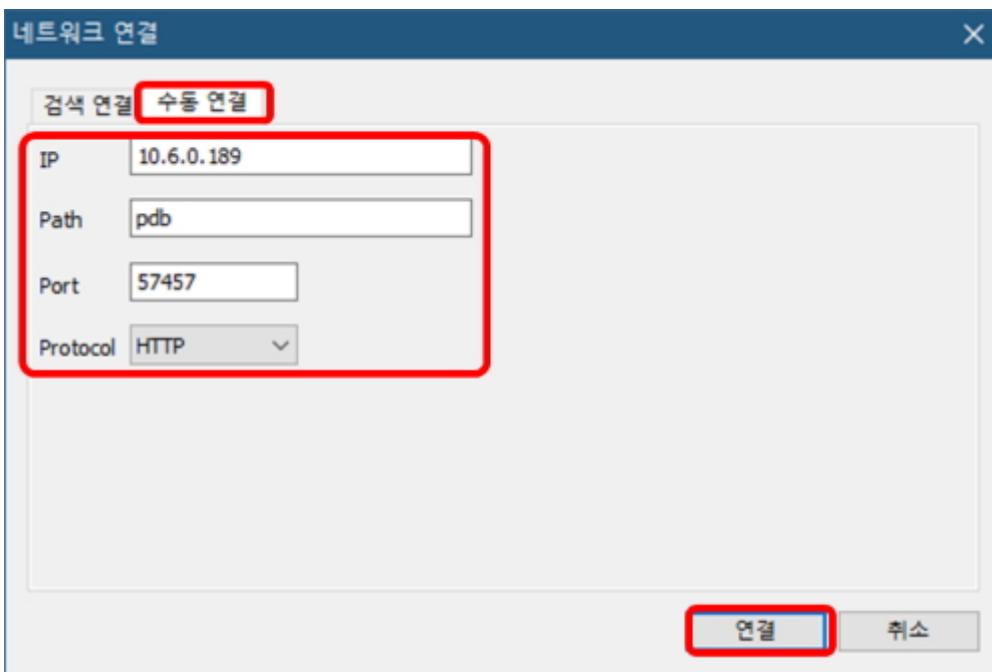 네트워크 연결
검색 연결 수동 연결
IP 10.6.0.189
Path pdb
Port 57457
Protocol HTTP
연결 취소